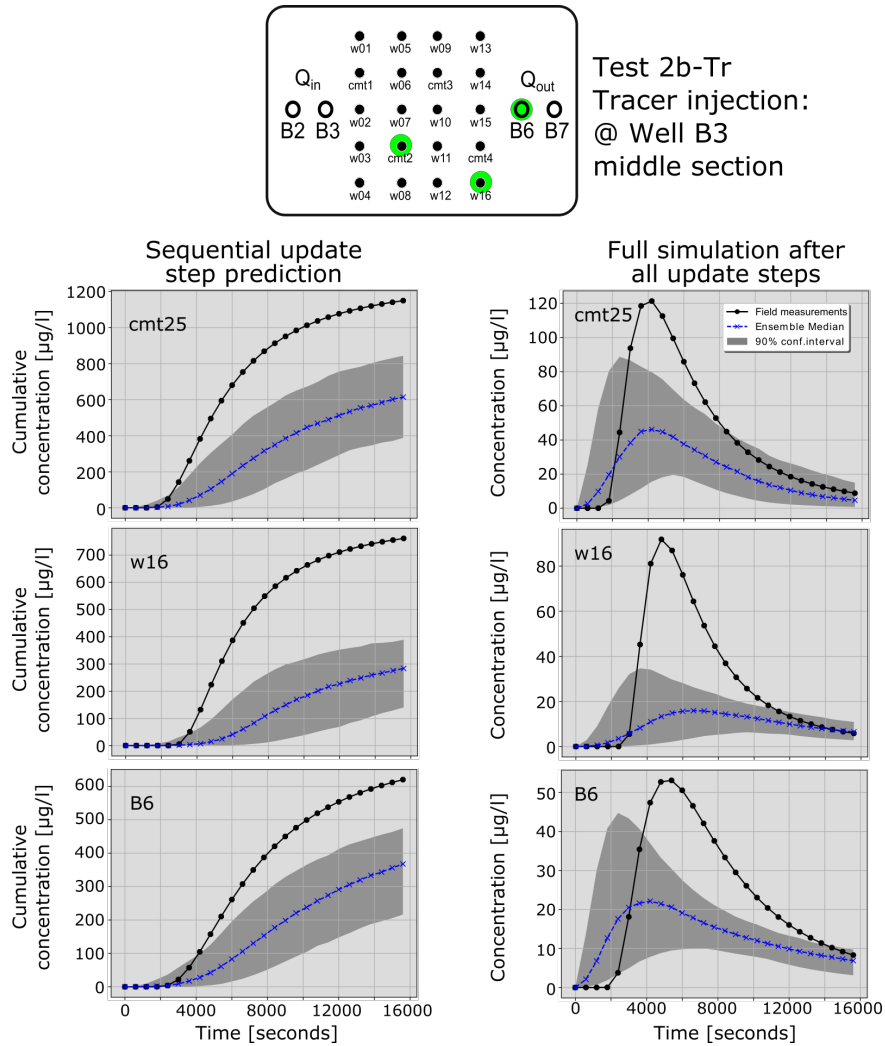 w01 w05 w09 w13
Test 2b-Tr
Qin cmt1 w06 cmt3 w14 Qout
Tracer injection:
B2 B3 w02 w07 w10 w15 B6 B7
@ Well B3
w03 cmt2 w11 cmt4
middle section
w04 w08 w12 w16
Sequential update
step prediction
Full simulation after
all update steps
Cumulative
concentration [µg/l]
1200
1000
800
600
400
200
0
cmt25
Concentration [µg/l]
120
100
80
60
40
20
0
cmt25
Field measurements
Ensemble Median
90% conf.interval
Cumulative
concentration [µg/l]
700
600
500
400
300
200
100
0
w16
Concentration [µg/l]
80
60
40
20
0
w16
Cumulative
concentration [µg/l]
600
500
400
300
200
100
0
B6
0 4000 8000 12000 16000
Time [seconds]
Concentration [µg/l]
50
40
30
20
10
0
B6
0 4000 8000 12000 16000
Time [seconds]